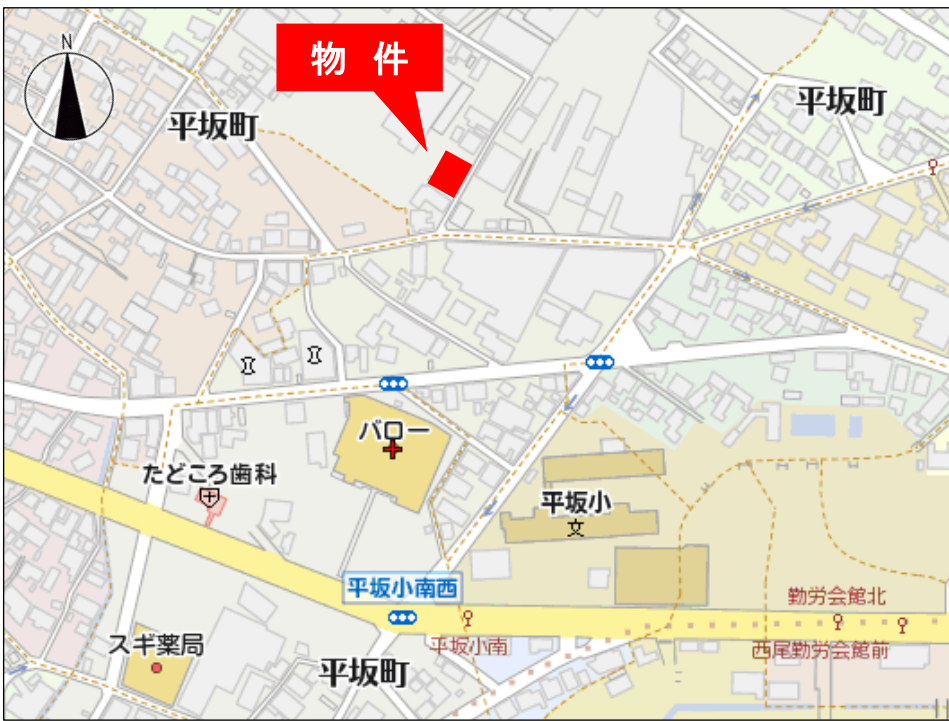 N
物 件
平坂町
平坂町
バロー
たどころ歯科
平坂小
文
平坂小南西
勤労会館北
平坂小南
西尾勤労会館前
スギ薬局
平坂町